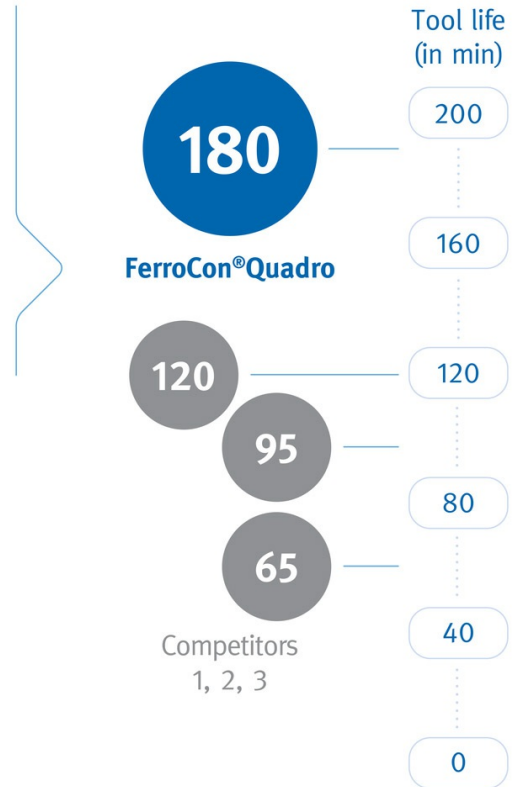 Tool life
(in min)
200
180
160
FerroCon®Quadro
120
120
95
80
65
40
Competitors
1, 2, 3
0